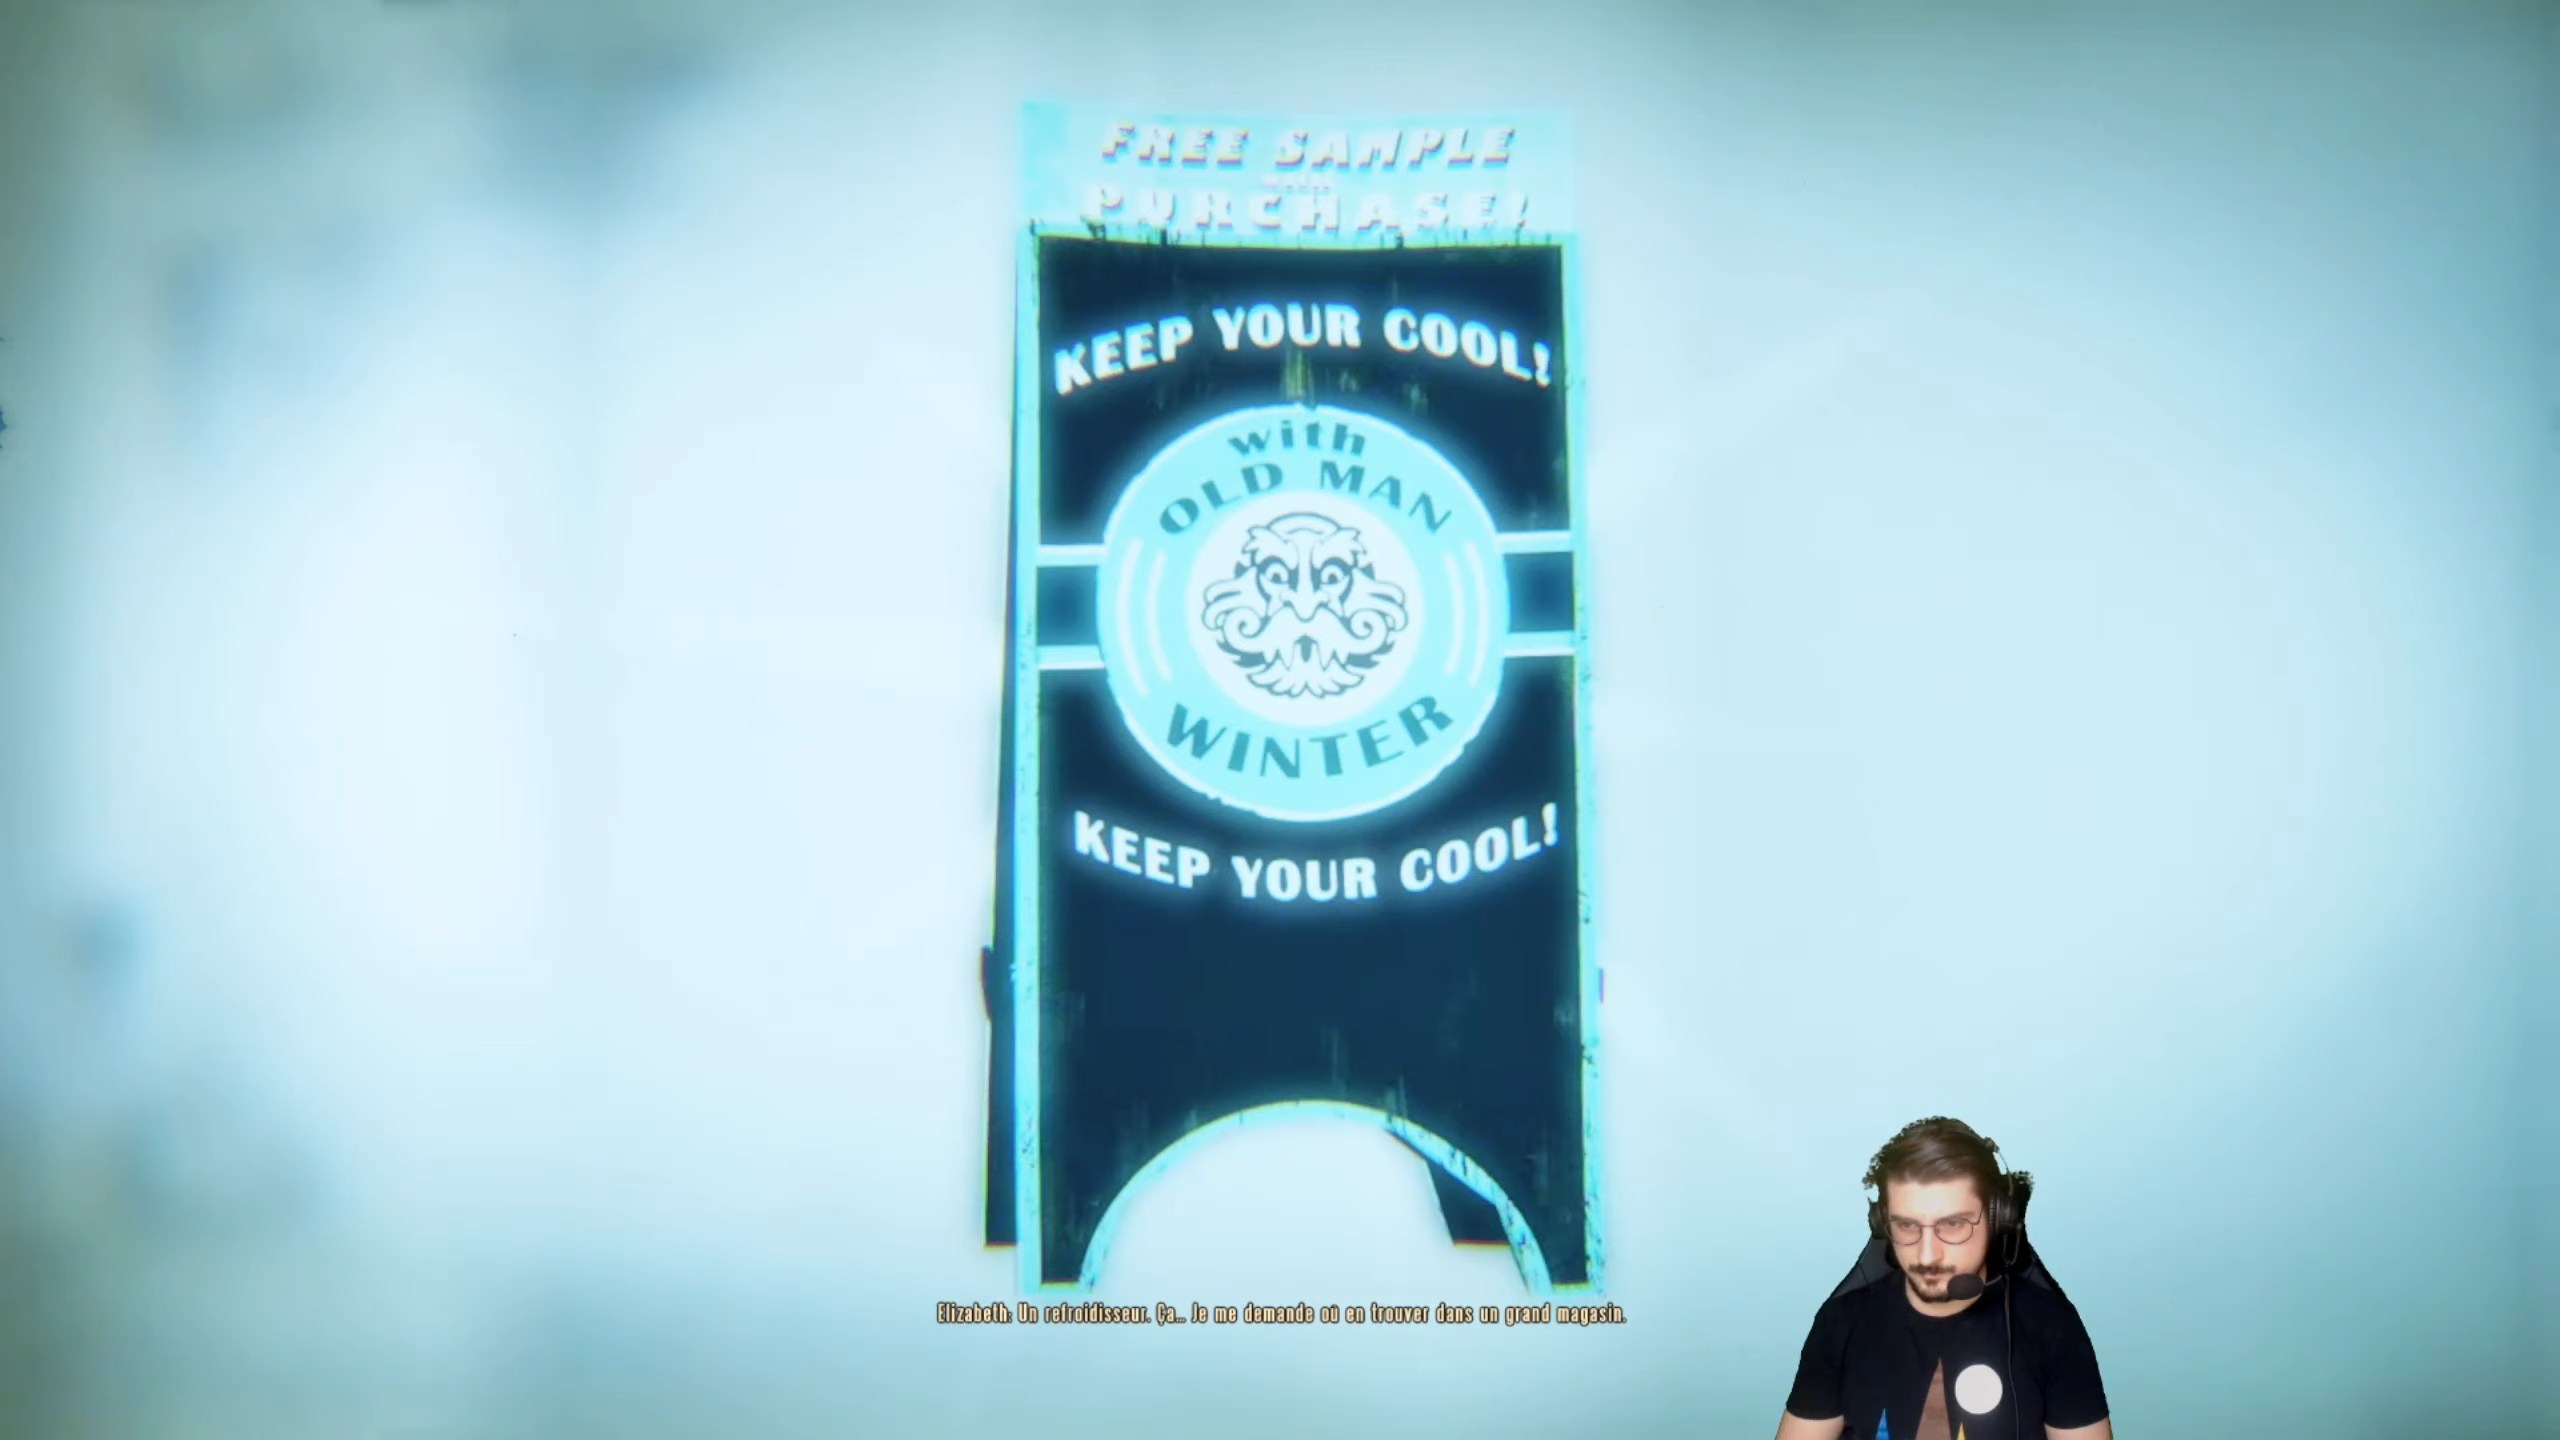 FREE SAMPLE
PURCHASE!
KEEP YOUR COOL!
with
OLD MAN
WINTER
KEEP YOUR COOL!
Elizabeth: Un refroidisseur. Ça... Je me demande où en trouver dans un grand magasin.